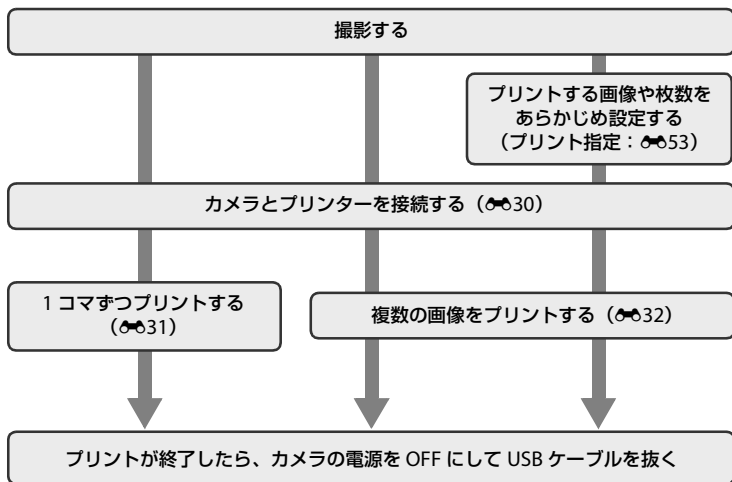 撮影する
プリントする画像や枚数を
あらかじめ設定する
（プリント指定：53）
カメラとプリンターを接続する（30）
1 コマずつプリントする
（31）
複数の画像をプリントする（32）
プリントが終了したら、カメラの電源を OFF にして USB ケーブルを抜く